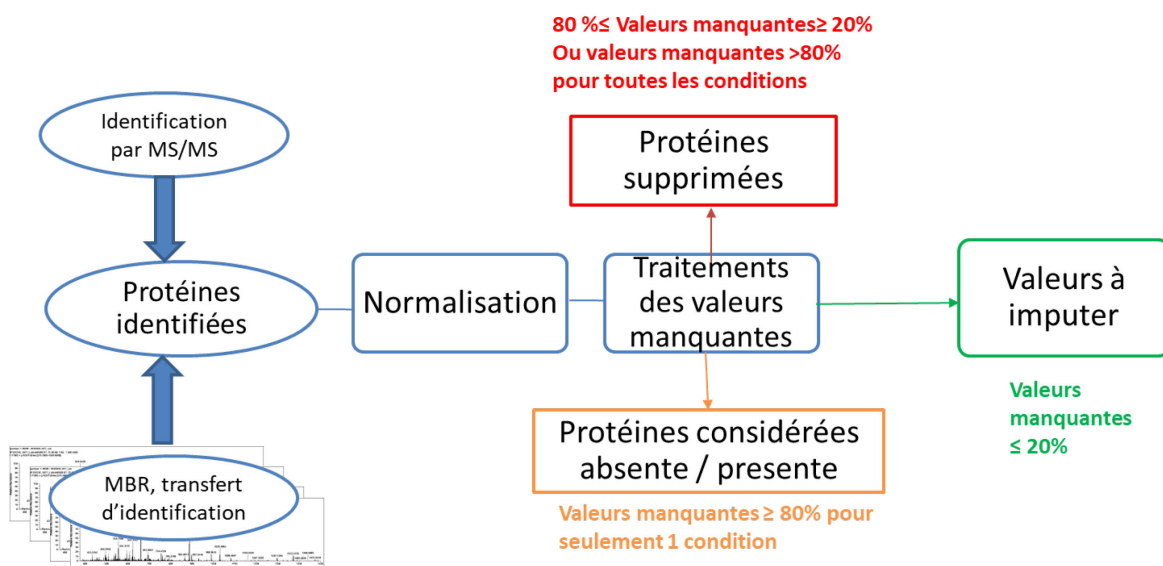 80 %≤ Valeurs manquantes≥ 20%
Ou valeurs manquantes >80%
pour toutes les conditions
Identification
par MS/MS
Protéines
supprimées
Protéines
identifiées
Normalisation
Traitements
des valeurs
manquantes
Valeurs à
imputer
Valeurs
manquantes
≤ 20%
Protéines considérées
absente / presente
Valeurs manquantes ≥ 80% pour
seulement 1 condition
MBR, transfert
d'identification